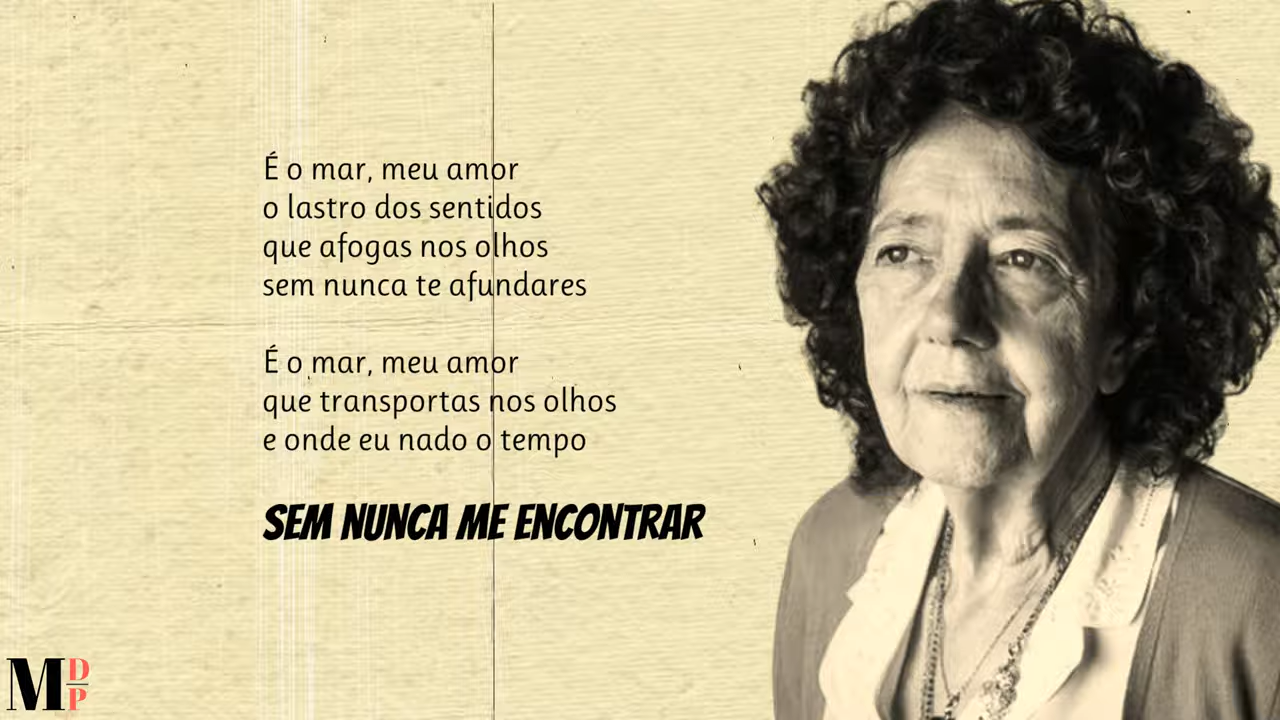 É o mar, meu amor
o lastro dos sentidos
que afogas nos olhos
sem nunca te afundares
É o mar, meu amor
que transportas nos olhos
e onde eu nado o tempo
SEM NUNCA ME ENCONTRAR
M D P